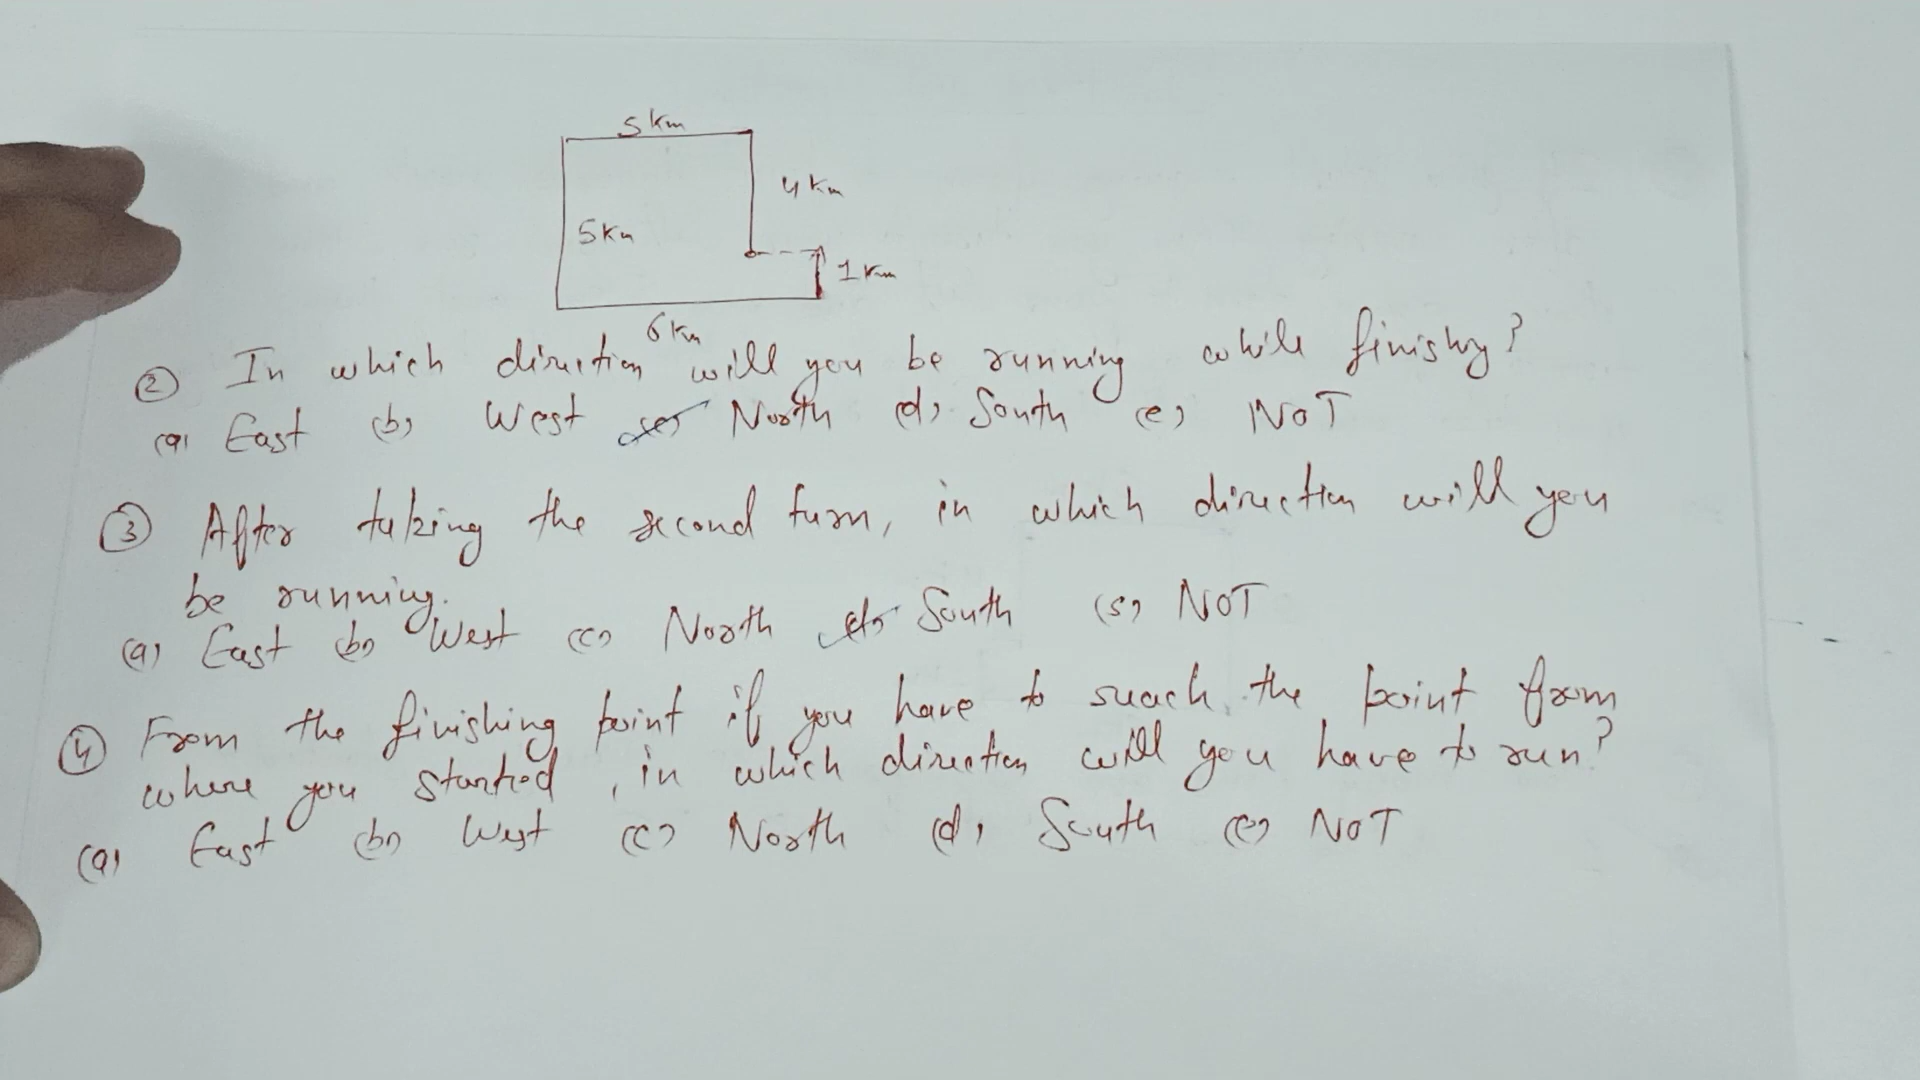 5 Km
4 Km
5 Km
1 Km
6 Km
② In which direction will you be running while finishing?
(a) East (b) West (c) North (d) South (e) NOT
③ After taking the second turn, in which direction will you
be running.
(a) East (b) West (c) North (d) South (s) NOT
④ From the finishing point if you have to reach the point from
where you started, in which direction will you have to run?
(a) East (b) West (c) North (d) South (e) NOT